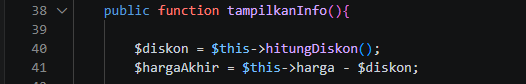 38 public function tampilkanInfo(){
39
40 $diskon = $this->hitungDiskon();
41 $hargaAkhir = $this->harga - $diskon;